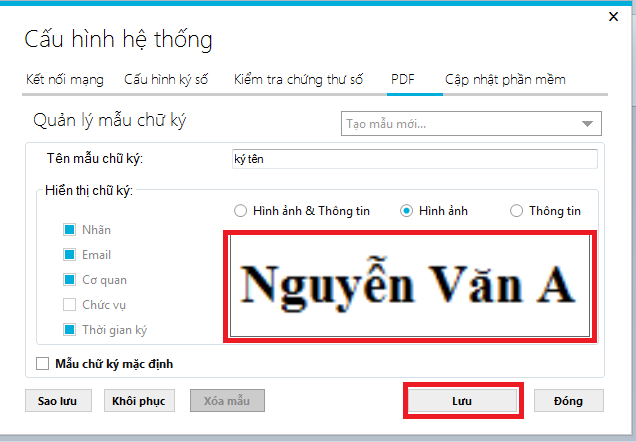 Cấu hình hệ thống
Kết nối mạng Cấu hình ký số Kiểm tra chứng thư số PDF Cập nhật phần mềm
Quản lý mẫu chữ ký Tạo mẫu mới...
Tên mẫu chữ ký: ký tên
Hiển thị chữ ký:
Hình ảnh & Thông tin Hình ảnh Thông tin
Nhãn
Email
Cơ quan
Chức vụ
Thời gian ký
Nguyễn Văn A
Mẫu chữ ký mặc định
Sao lưu Khôi phục Xóa mẫu Lưu Đóng